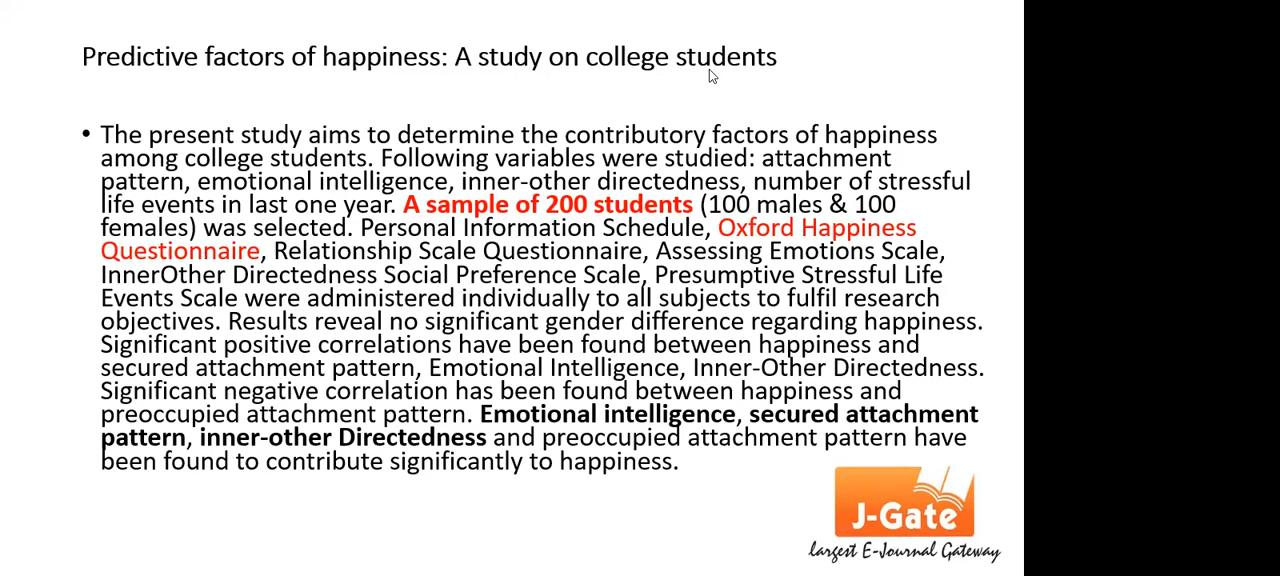 Predictive factors of happiness: A study on college students
• The present study aims to determine the contributory factors of happiness
among college students. Following variables were studied: attachment
pattern, emotional intelligence, inner-other directedness, number of stressful
life events in last one year. A sample of 200 students (100 males & 100
females) was selected. Personal Information Schedule, Oxford Happiness
Questionnaire, Relationship Scale Questionnaire, Assessing Emotions Scale,
InnerOther Directedness Social Preference Scale, Presumptive Stressful Life
Events Scale were administered individually to all subjects to fulfil research
objectives. Results reveal no significant gender difference regarding happiness.
Significant positive correlations have been found between happiness and
secured attachment pattern, Emotional Intelligence, Inner-Other Directedness.
Significant negative correlation has been found between happiness and
preoccupied attachment pattern. Emotional intelligence, secured attachment
pattern, inner-other Directedness and preoccupied attachment pattern have
been found to contribute significantly to happiness.
J-Gate
largest E-Journal Gateway